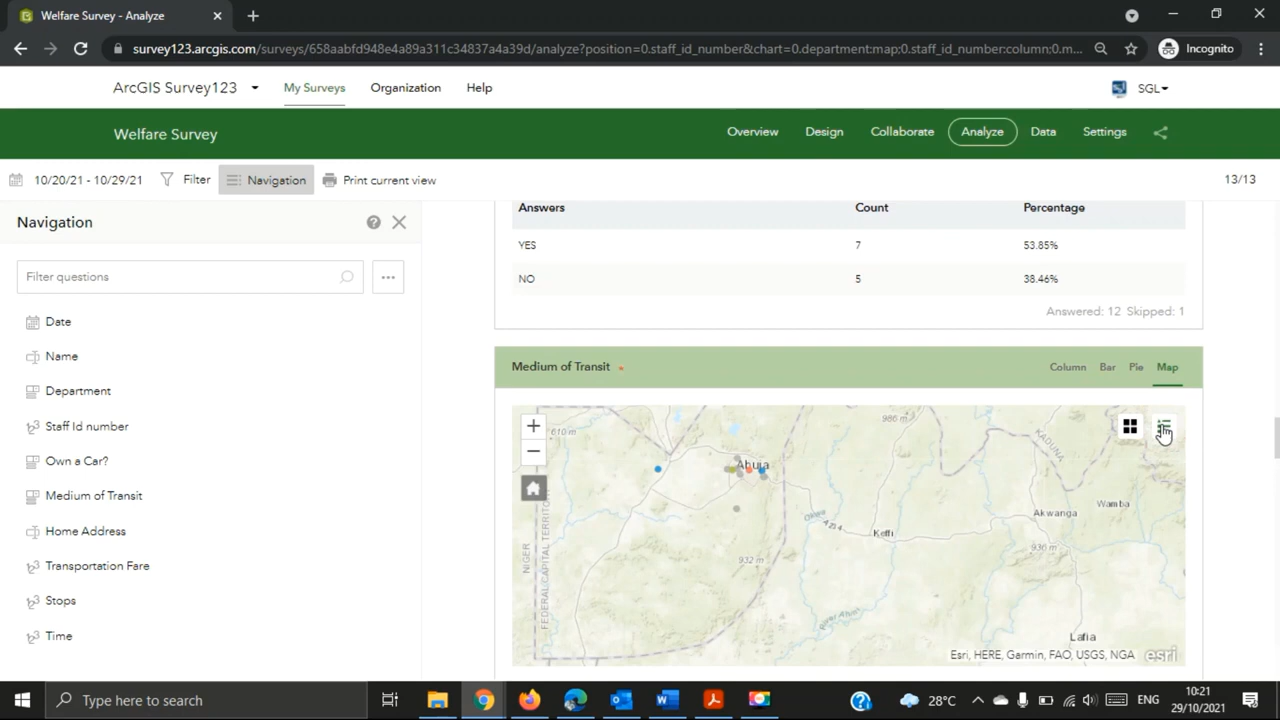 Welfare Survey - Analyze
survey123.arcgis.com/surveys/658aabfd948e4a89a311c34837a4a39d/analyze?position=0.staff_id_number&chart=0.department:map;0.staff_id_number:column;0.m...
Incognito
ArcGIS Survey123
My Surveys
Organization
Help
SGL
Welfare Survey
Overview
Design
Collaborate
Analyze
Data
Settings
10/20/21 - 10/29/21
Filter
Navigation
Print current view
13/13
Navigation
Filter questions
Date
Name
Department
Staff Id number
Own a Car?
Medium of Transit
Home Address
Transportation Fare
Stops
Time
Answers Count Percentage
YES 7 53.85%
NO 5 38.46%
Answered: 12 Skipped: 1
Medium of Transit
Column
Bar
Pie
Map
610 m
986 m
KADUNA
Abuja
Wamba
Akwanga
Okwa
A234
Keffi
936 m
932 m
NIGER
FEDERAL CAPITAL TERRITORY
Lafia
Esri, HERE, Garmin, FAO, USGS, NGA
esri
Type here to search
28°C
ENG
10:21
29/10/2021